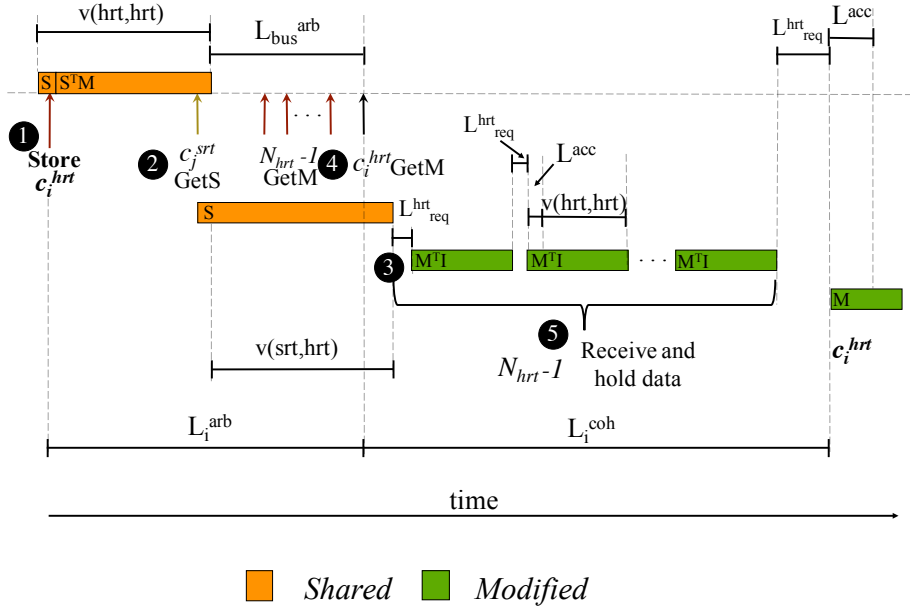 v(hrt,hrt)
L_bus^arb
L^hrt_req
L^acc
S
S^TM
1
Store
c_i^hrt
2
c_j^srt
GetS
N_hrt -1
GetM
. . .
4
c_i^hrt GetM
L^hrt_req
L^acc
v(hrt,hrt)
S
L^hrt_req
3
M^TI
M^TI
. . .
M^TI
M
c_i^hrt
5
N_hrt -1
Receive and
hold data
v(srt,hrt)
L_i^arb
L_i^coh
time
Shared
Modified